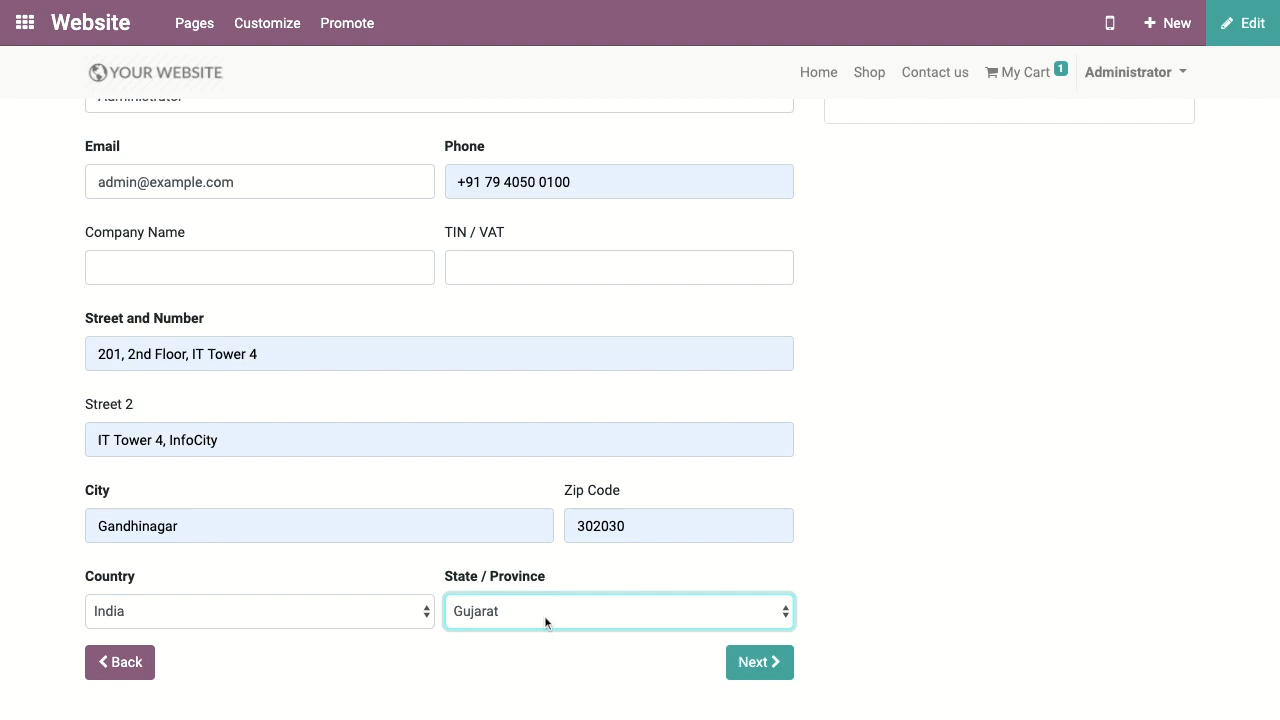 Website Pages Customize Promote New Edit
YOUR WEBSITE Home Shop Contact us My Cart 1 Administrator
Administrator
Email Phone
admin@example.com +91 79 4050 0100
Company Name TIN / VAT
Street and Number
201, 2nd Floor, IT Tower 4
Street 2
IT Tower 4, InfoCity
City Zip Code
Gandhinagar 302030
Country State / Province
India Gujarat
Back Next